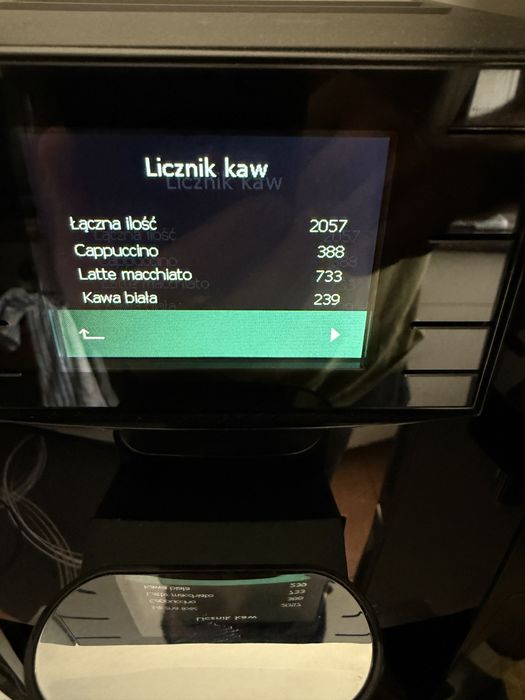 Licznik kaw
Łączna ilość 2057
Cappuccino 388
Latte macchiato 733
Kawa biała 239